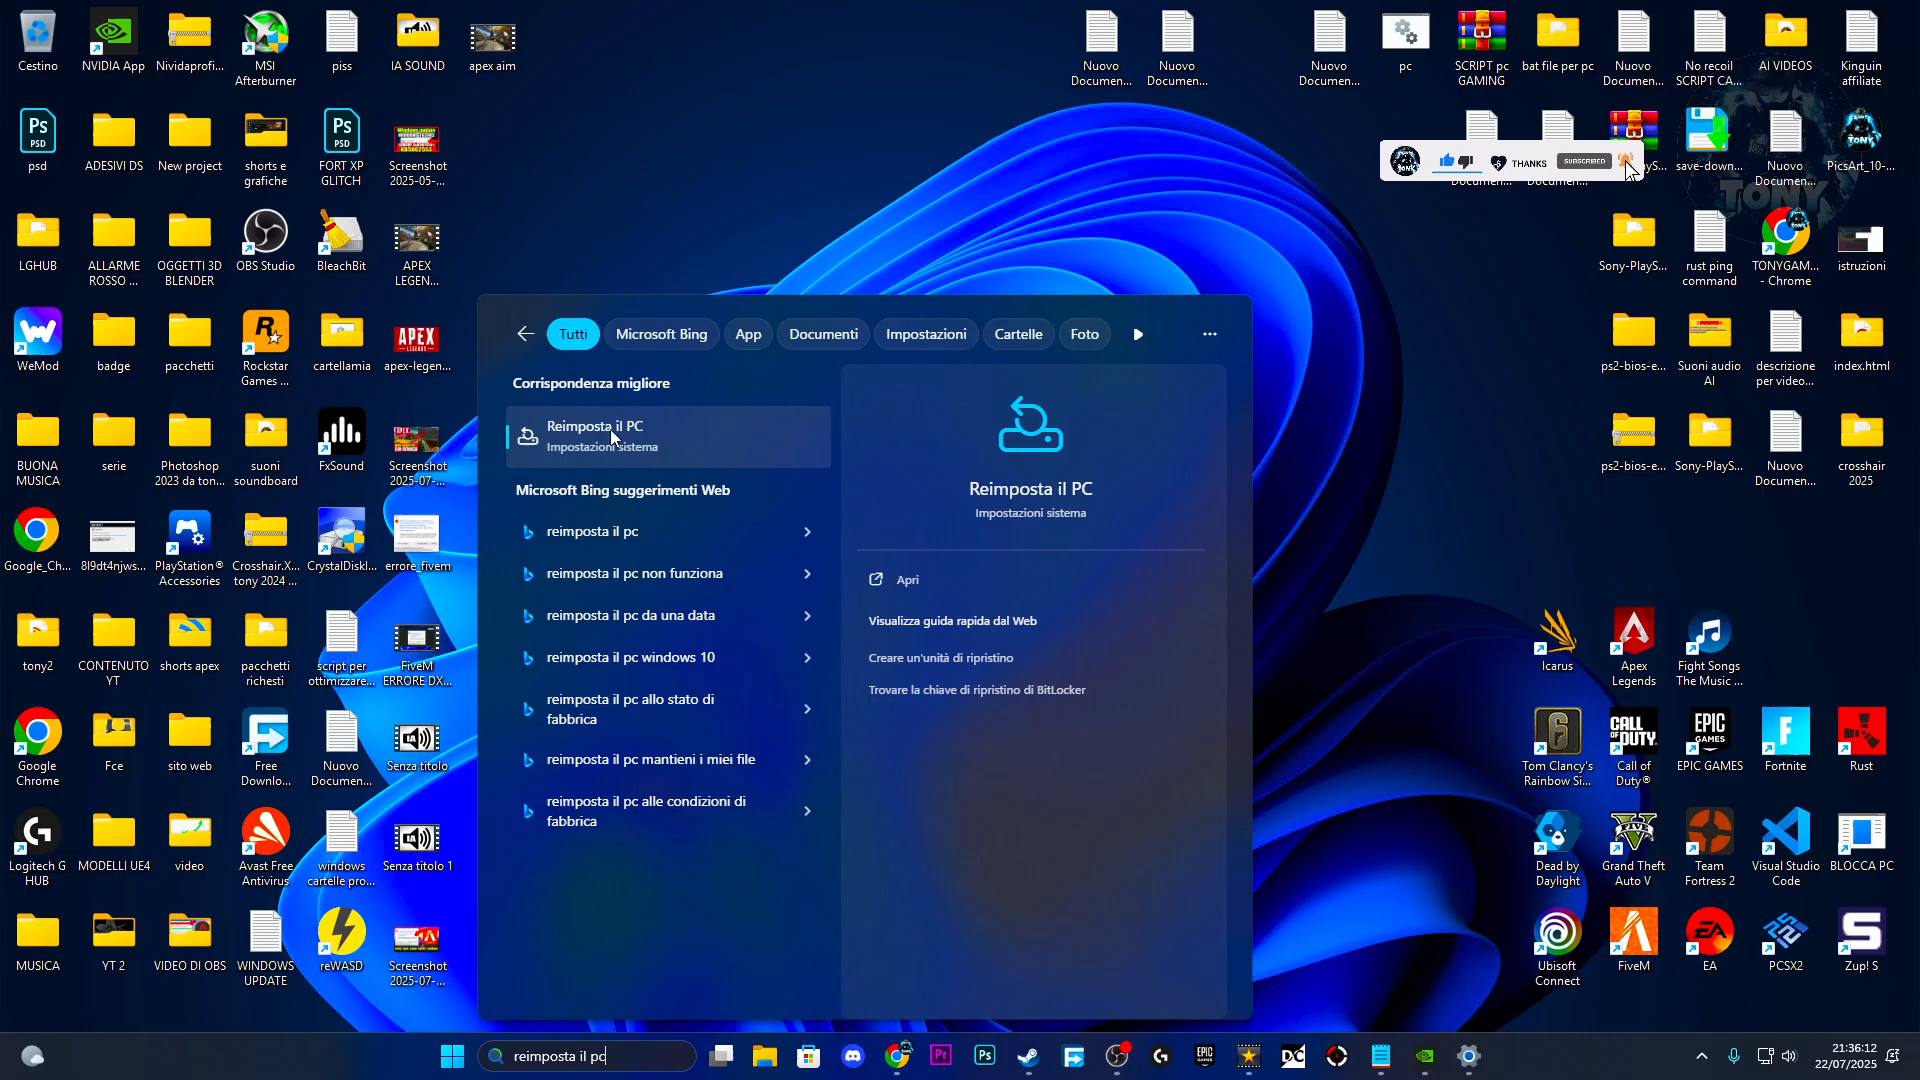 Cestino
NVIDIA App
Nividaprofi...
MSI
Afterburner
piss
IA SOUND
apex aim
Nuovo
Documen...
Nuovo
Documen...
Nuovo
Documen...
pc
SCRIPT pc
GAMING
bat file per pc
Nuovo
Documen...
No recoil
SCRIPT CA...
AI VIDEOS
Kinguin
affiliate
psd
ADESIVI DS
New project
shorts e
grafiche
FORT XP
GLITCH
Screenshot
2025-05-...
THANKS
SUBSCRIBED
Documen...
Documen...
save-down...
Nuovo
Documen...
PicsArt_10-...
TONY
LGHUB
ALLARME
ROSSO ...
OGGETTI 3D
BLENDER
OBS Studio
BleachBit
APEX
LEGEN...
Sony-PlayS...
rust ping
command
TONYGAM...
- Chrome
istruzioni
WeMod
badge
pacchetti
Rockstar
Games ...
cartellamia
apex-legen...
ps2-bios-e...
Suoni audio
AI
descrizione
per video...
index.html
BUONA
MUSICA
serie
Photoshop
2023 da ton...
suoni
soundboard
FxSound
Screenshot
2025-07-...
ps2-bios-e...
Sony-PlayS...
Nuovo
Documen...
crosshair
2025
Google_Ch...
8l9dt4njws...
PlayStation®
Accessories
Crosshair.X...
tony 2024 ...
CrystalDiskI...
errore_fivem
tony2
CONTENUTO
YT
shorts apex
pacchetti
richesti
script per
ottimizzare...
FiveM
ERRORE DX...
Icarus
Apex
Legends
Fight Songs
The Music ...
Google
Chrome
Fce
sito web
Free
Downlo...
Nuovo
Documen...
Senza titolo
Tom Clancy's
Rainbow Si...
Call of
Duty®
EPIC GAMES
Fortnite
Rust
Logitech G
HUB
MODELLI UE4
video
Avast Free
Antivirus
windows
cartelle pro...
Senza titolo 1
Dead by
Daylight
Grand Theft
Auto V
Team
Fortress 2
Visual Studio
Code
BLOCCA PC
MUSICA
YT 2
VIDEO DI OBS
WINDOWS
UPDATE
reWASD
Screenshot
2025-07-...
Ubisoft
Connect
FiveM
EA
PCSX2
Zup! S
Tutti
Microsoft Bing
App
Documenti
Impostazioni
Cartelle
Foto
Corrispondenza migliore
Reimposta il PC
Impostazioni sistema
Microsoft Bing suggerimenti Web
reimposta il pc
reimposta il pc non funziona
reimposta il pc da una data
reimposta il pc windows 10
reimposta il pc allo stato di
fabbrica
reimposta il pc mantieni i miei file
reimposta il pc alle condizioni di
fabbrica
Reimposta il PC
Impostazioni sistema
Apri
Visualizza guida rapida dal Web
Creare un'unità di ripristino
Trovare la chiave di ripristino di BitLocker
reimposta il pc
21:36:12
22/07/2025